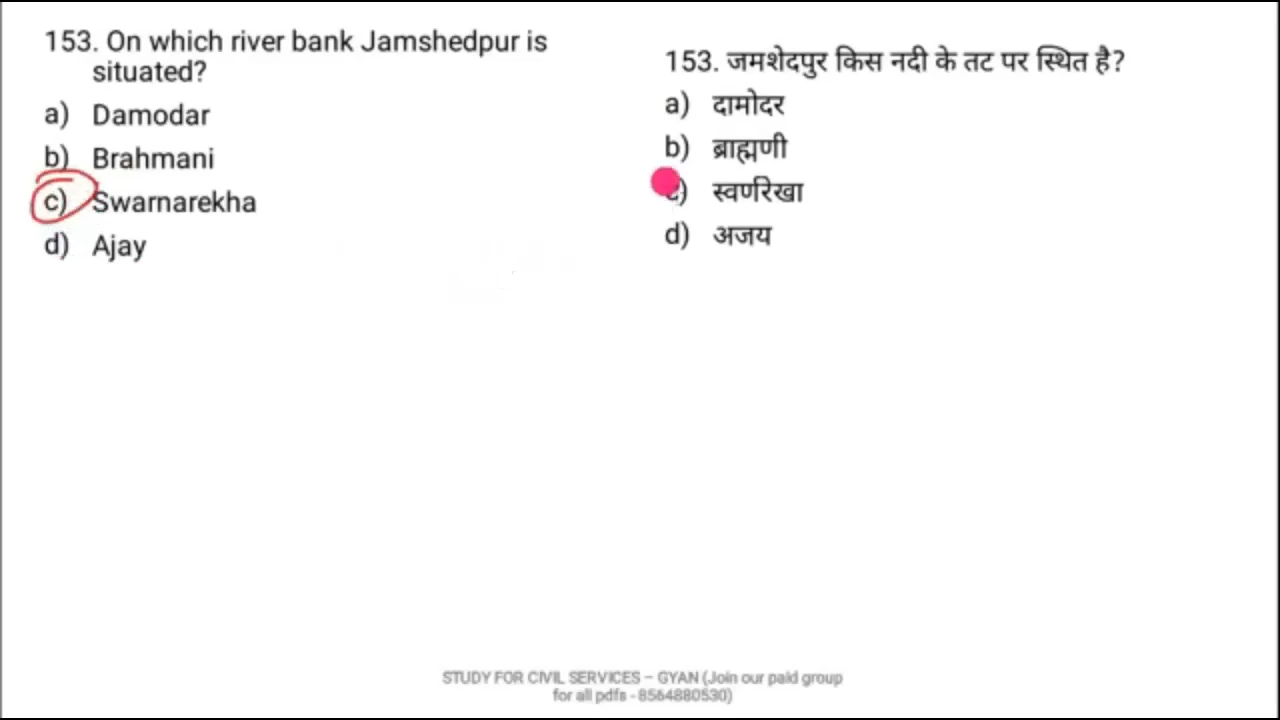 153. On which river bank Jamshedpur is
situated?
a) Damodar
b) Brahmani
c) Swarnarekha
d) Ajay
153. जमशेदपुर किस नदी के तट पर स्थित है?
a) दामोदर
b) ब्राह्मणी
c) स्वर्णरेखा
d) अजय
STUDY FOR CIVIL SERVICES – GYAN (Join our paid group
for all pdfs - 8564880530)